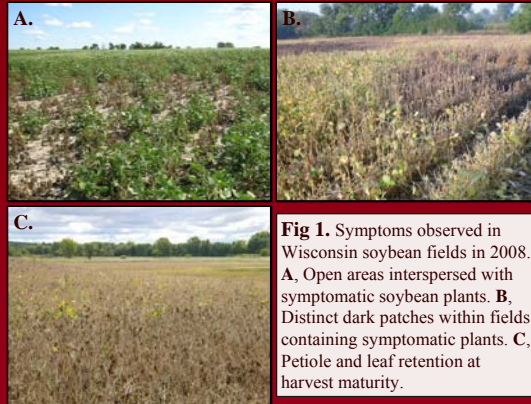 A.
B.
C.
Fig 1. Symptoms observed in
Wisconsin soybean fields in 2008.
A, Open areas interspersed with
symptomatic soybean plants. B,
Distinct dark patches within fields
containing symptomatic plants. C,
Petiole and leaf retention at
harvest maturity.